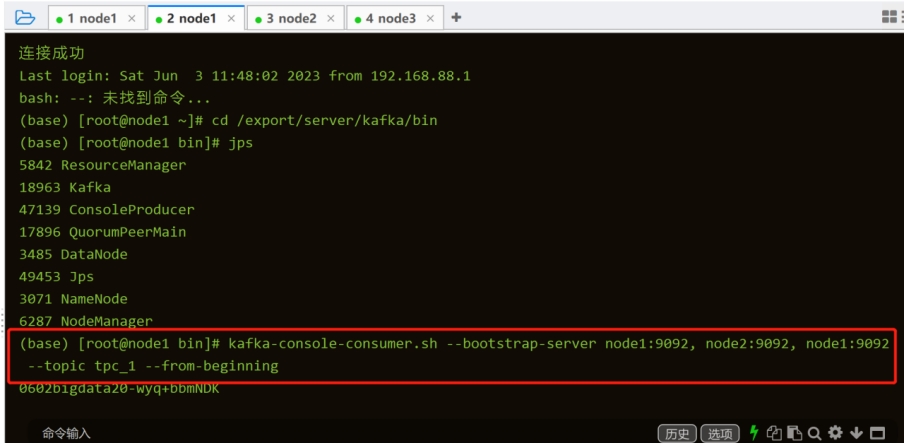 1 node1 × 2 node1 × 3 node2 × 4 node3 × +
连接成功
Last login: Sat Jun  3 11:48:02 2023 from 192.168.88.1
bash: --: 未找到命令...
(base) [root@node1 ~]# cd /export/server/kafka/bin
(base) [root@node1 bin]# jps
5842 ResourceManager
18963 Kafka
47139 ConsoleProducer
17896 QuorumPeerMain
3485 DataNode
49453 Jps
3071 NameNode
6287 NodeManager
(base) [root@node1 bin]# kafka-console-consumer.sh --bootstrap-server node1:9092, node2:9092, node1:9092
--topic tpc_1 --from-beginning
0602bigdata20-wyq+bbmNDK
命令输入 历史 选项